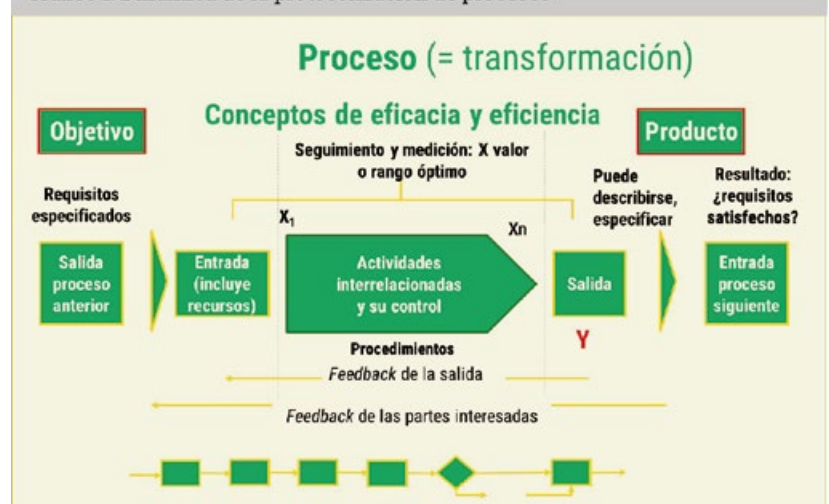 Proceso (= transformación)
Conceptos de eficacia y eficiencia
Objetivo
Producto
Seguimiento y medición: X valor
o rango óptimo
Requisitos
especificados
Puede
describirse,
especificar
Resultado:
¿requisitos
satisfechos?
X1
Xn
Salida
proceso
anterior
Entrada
(incluye
recursos)
Actividades
interrelacionadas
y su control
Salida
Entrada
proceso
siguiente
Y
Procedimientos
Feedback de la salida
Feedback de las partes interesadas